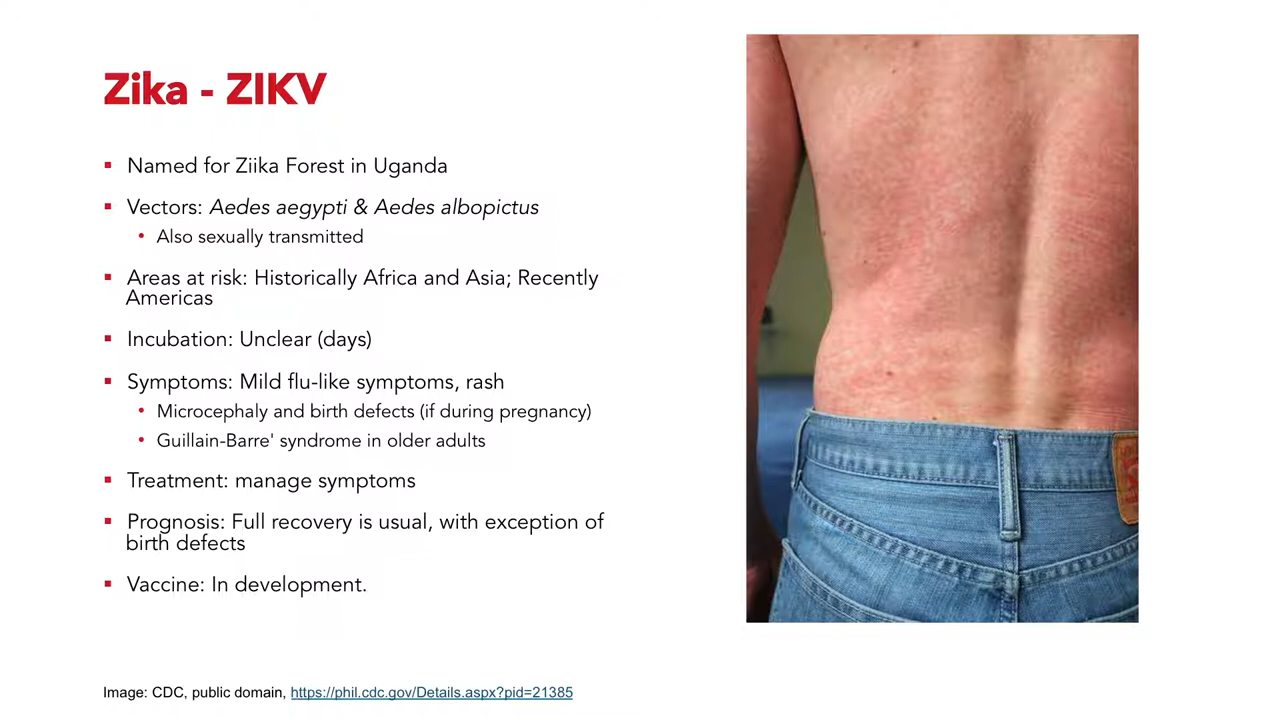 Zika - ZIKV
▪ Named for Ziika Forest in Uganda
▪ Vectors: Aedes aegypti & Aedes albopictus
• Also sexually transmitted
▪ Areas at risk: Historically Africa and Asia; Recently
Americas
▪ Incubation: Unclear (days)
▪ Symptoms: Mild flu-like symptoms, rash
• Microcephaly and birth defects (if during pregnancy)
• Guillain-Barre' syndrome in older adults
▪ Treatment: manage symptoms
▪ Prognosis: Full recovery is usual, with exception of
birth defects
▪ Vaccine: In development.
Image: CDC, public domain, https://phil.cdc.gov/Details.aspx?pid=21385